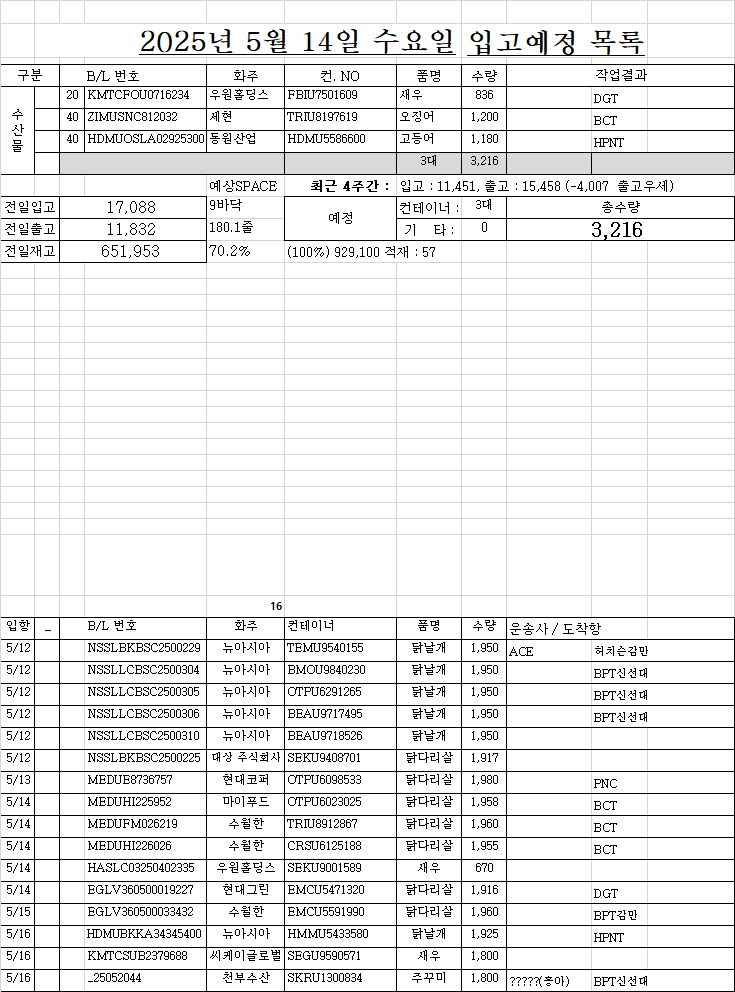 2025년 5월 14일 수요일 입고예정 목록
구분 B/L 번호 화주 컨. NO 품명 수량 작업결과
수산물
20 KMTCFOU0716234 우원홀딩스 FBIU7501609 새우 836 DGT
40 ZIMUSNC812032 세현 TRIU8197619 오징어 1,200 BCT
40 HDMUOSLA02925300 동원산업 HDMU5586600 고등어 1,180 HPNT
3대 3,216
예상SPACE 최근 4주간 : 입고 : 11,451, 출고 : 15,458 (-4,007 출고우세)
전일입고 17,088 9바닥 예정 컨테이너 : 3대 총수량
전일출고 11,832 180.1줄 기 타 : 0 3,216
전일재고 651,953 70.2% (100%) 929,100 적재 : 57
16
입항 _ B/L 번호 화주 컨테이너 품명 수량 운송사 / 도착항
5/12 NSSLBKBSC2500229 뉴아시아 TEMU9540155 닭날개 1,950 ACE 허치슨감만
5/12 NSSLLCBSC2500304 뉴아시아 BMOU9840230 닭날개 1,950 BPT신선대
5/12 NSSLLCBSC2500305 뉴아시아 OTPU6291265 닭날개 1,950 BPT신선대
5/12 NSSLLCBSC2500306 뉴아시아 BEAU9717495 닭날개 1,950 BPT신선대
5/12 NSSLLCBSC2500310 뉴아시아 BEAU9718526 닭날개 1,950
5/12 NSSLBKBSC2500225 대상 주식회사 SEKU9408701 닭다리살 1,917
5/13 MEDUE8736757 현대코퍼 OTPU6098533 닭다리살 1,980 PNC
5/14 MEDUHI225952 마이푸드 OTPU6023025 닭다리살 1,958 BCT
5/14 MEDUFM026219 수월한 TRIU8912867 닭다리살 1,960 BCT
5/14 MEDUHI226026 수월한 CRSU6125188 닭다리살 1,955 BCT
5/14 HASLC03250402335 우원홀딩스 SEKU9001589 새우 670
5/14 EGLV360500019227 현대그린 EMCU5471320 닭다리살 1,916 DGT
5/15 EGLV360500033432 수월한 EMCU5591990 닭다리살 1,960 BPT감만
5/16 HDMUBKKA34345400 뉴아시아 HMMU5433580 닭날개 1,925 HPNT
5/16 KMTCSUB2379688 씨케이글로벌 SEGU9590571 새우 1,800
5/16 _25052044 천부수산 SKRU1300834 주꾸미 1,800 ?????(흥아) BPT신선대